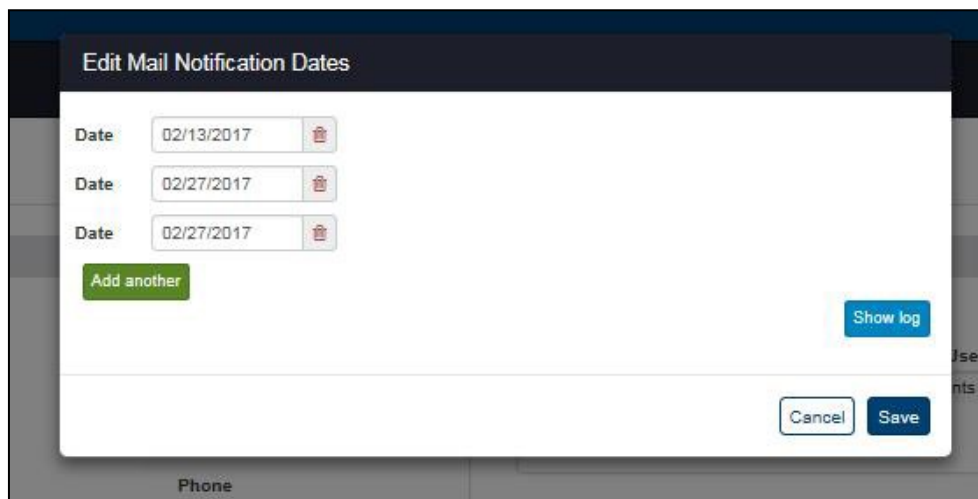 Edit Mail Notification Dates
Date 02/13/2017
Date 02/27/2017
Date 02/27/2017
Add another
Show log
Cancel Save
Phone